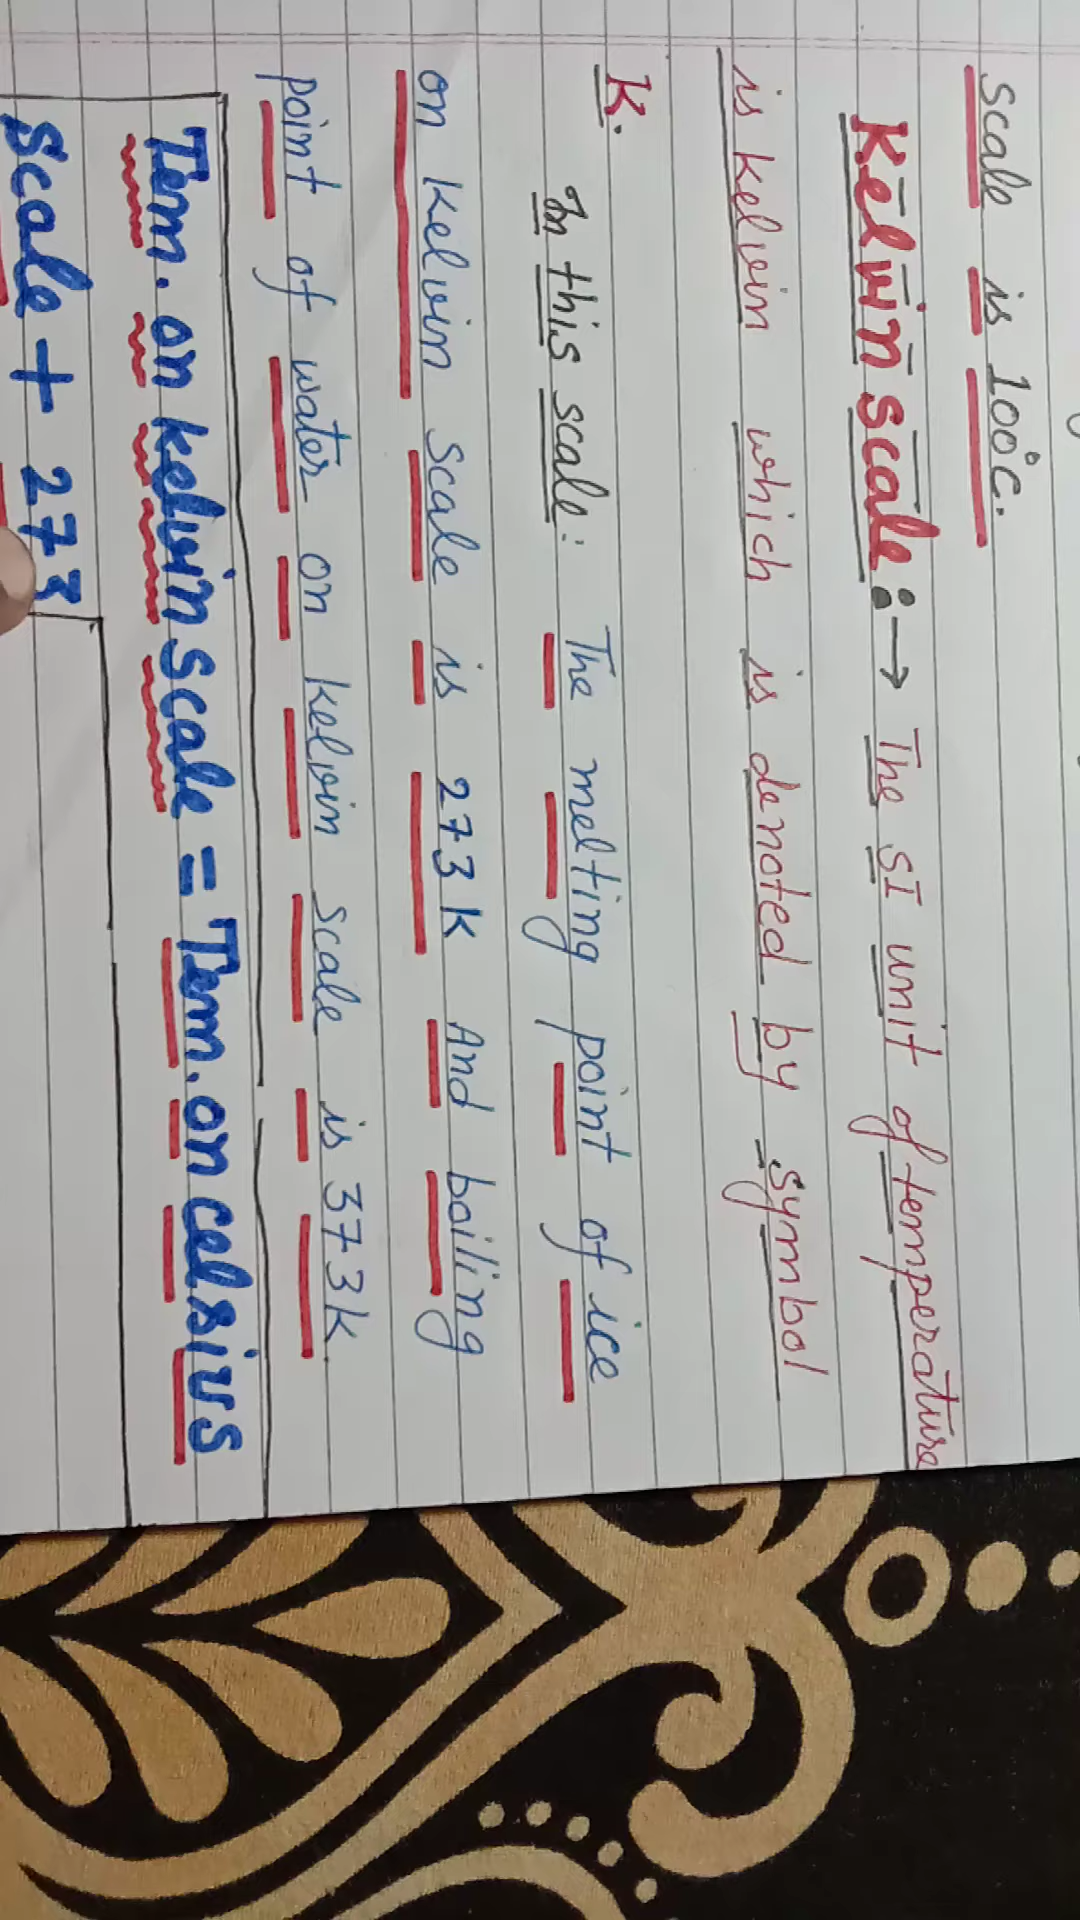 scale is 100°c.
Kelvin scale :→ The SI unit of temperature
is kelvin which is denoted by symbol
K.
In this scale: The melting point of ice
on kelvin scale is 273 k And boiling
point of water on kelvin scale is 373k
Tem. on kelvin scale = Tem. on celsius
scale + 273